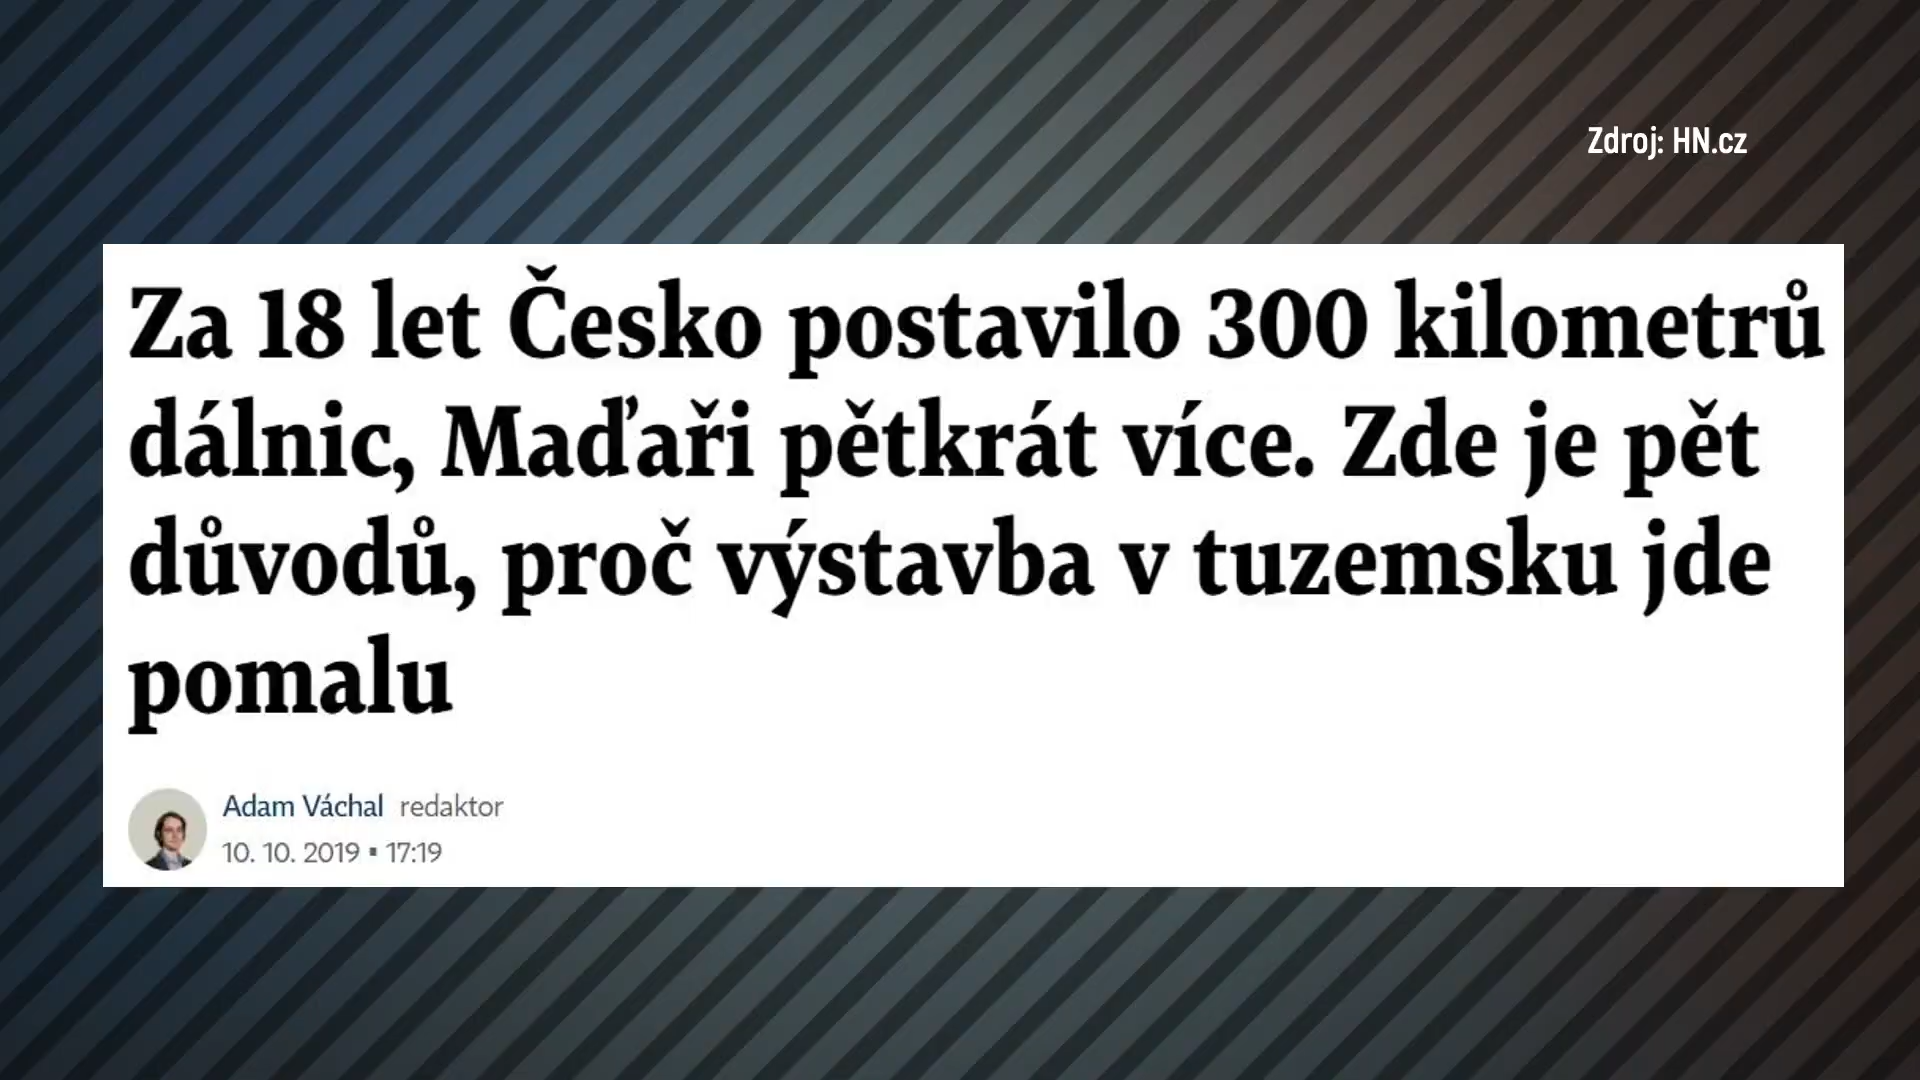 Zdroj: HN.cz
Za 18 let Česko postavilo 300 kilometrů
dálnic, Maďaři pětkrát více. Zde je pět
důvodů, proč výstavba v tuzemsku jde
pomalu
Adam Váchal redaktor
10. 10. 2019 ▪ 17:19